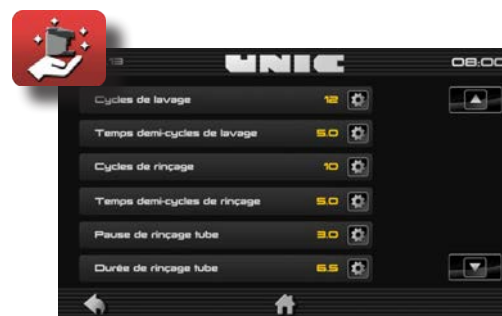 13 UNIC 08:00
Cycles de lavage 12
Temps demi-cycles de lavage 5.0
Cycles de rinçage 10
Temps demi-cycles de rinçage 5.0
Pause de rinçage tube 3.0
Durée de rinçage tube 6.5